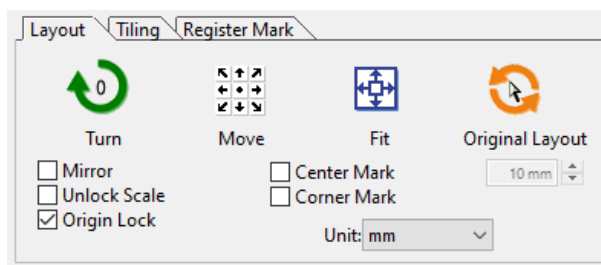 Layout Tiling Register Mark
0
Turn Move Fit Original Layout
Mirror Center Mark 10 mm
Unlock Scale Corner Mark
Origin Lock
Unit: mm